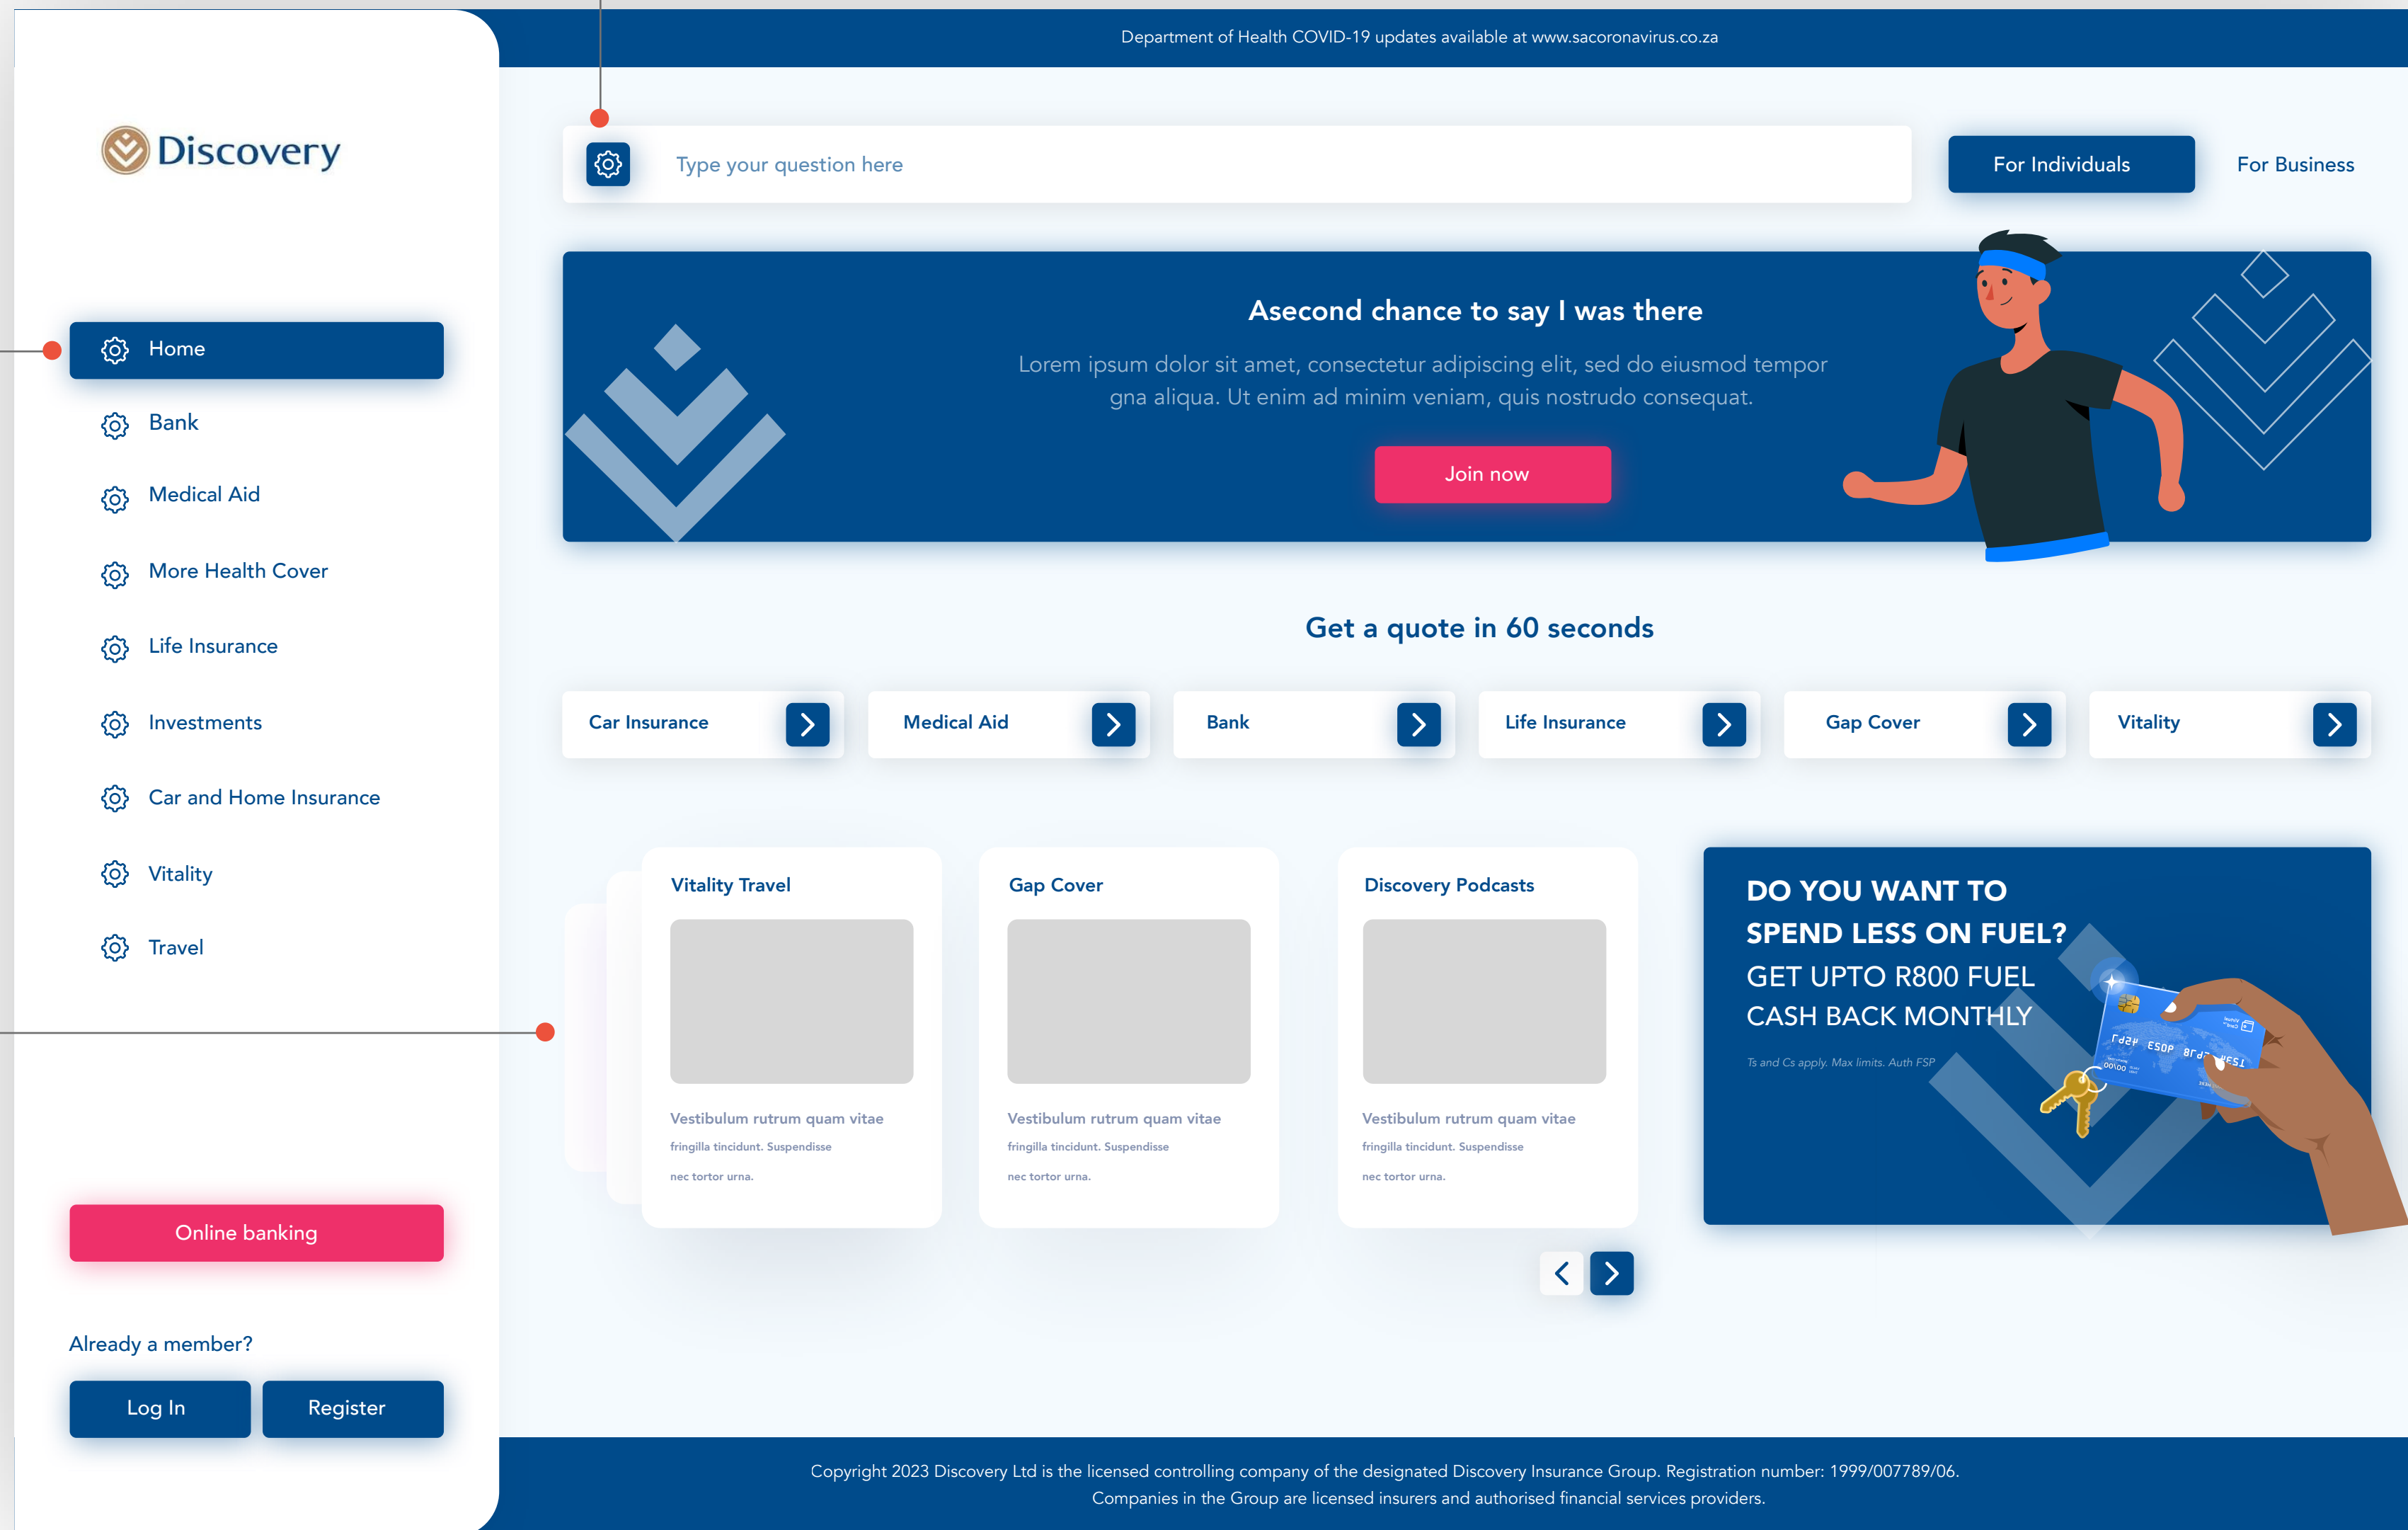 Department of Health COVID-19 updates available at www.sacoronavirus.co.za
Discovery
Type your question here
For Individuals
For Business
Home
Bank
Medical Aid
More Health Cover
Life Insurance
Investments
Car and Home Insurance
Vitality
Travel
Online banking
Already a member?
Log In
Register
Asecond chance to say I was there
Lorem ipsum dolor sit amet, consectetur adipiscing elit, sed do eiusmod tempor
gna aliqua. Ut enim ad minim veniam, quis nostrudo consequat.
Join now
Get a quote in 60 seconds
Car Insurance
Medical Aid
Bank
Life Insurance
Gap Cover
Vitality
Vitality Travel
Vestibulum rutrum quam vitae
fringilla tincidunt. Suspendisse
nec tortor urna.
Gap Cover
Vestibulum rutrum quam vitae
fringilla tincidunt. Suspendisse
nec tortor urna.
Discovery Podcasts
Vestibulum rutrum quam vitae
fringilla tincidunt. Suspendisse
nec tortor urna.
DO YOU WANT TO
SPEND LESS ON FUEL?
GET UPTO R800 FUEL
CASH BACK MONTHLY
Ts and Cs apply. Max limits. Auth FSP
Copyright 2023 Discovery Ltd is the licensed controlling company of the designated Discovery Insurance Group. Registration number: 1999/007789/06.
Companies in the Group are licensed insurers and authorised financial services providers.